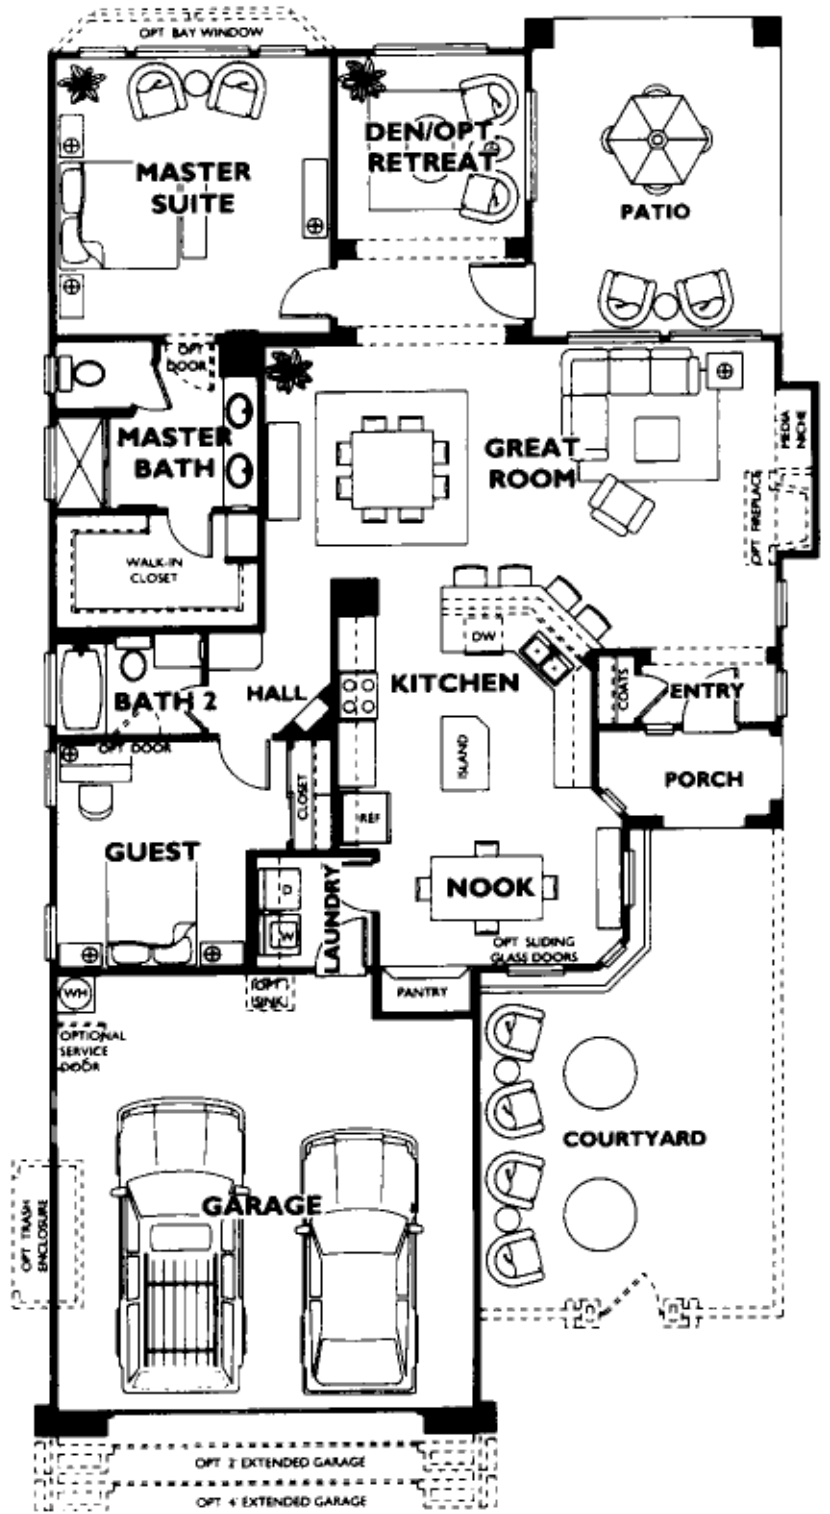 OPT BAY WINDOW
MASTER
SUITE
DEN/OPT
RETREAT
PATIO
OPT
DOOR
MASTER
BATH
GREAT
ROOM
MEDIA
NICHE
OPT FIREPLACE
WALK-IN
CLOSET
DW
BATH 2
HALL
KITCHEN
COATS
ENTRY
OPT DOOR
ISLAND
PORCH
CLOSET
REF
GUEST
D
W
LAUNDRY
NOOK
OPT SLIDING
GLASS DOORS
WH
OPT
SINK
PANTRY
OPTIONAL
SERVICE
DOOR
COURTYARD
GARAGE
OPT TRASH
ENCLOSURE
OPT 2' EXTENDED GARAGE
OPT 4' EXTENDED GARAGE